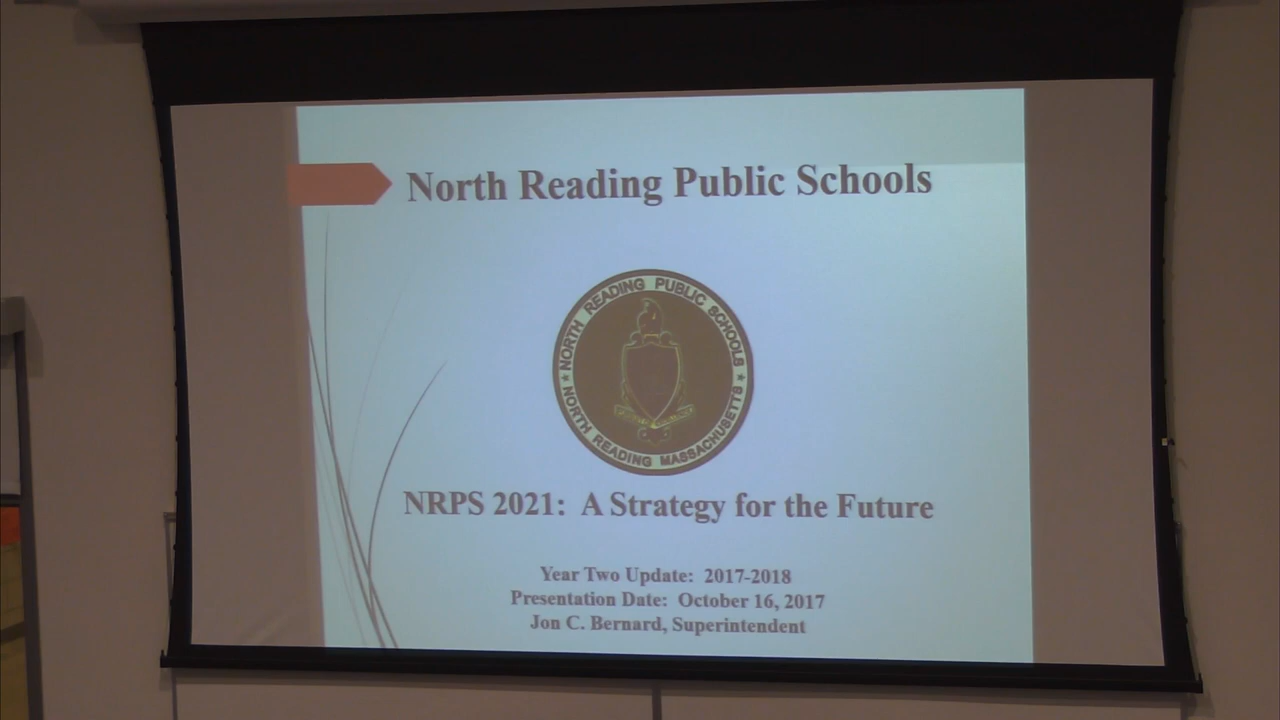 North Reading Public Schools
NORTH READING PUBLIC SCHOOLS
NORTH READING MASSACHUSETTS
NRPS 2021: A Strategy for the Future
Year Two Update: 2017-2018
Presentation Date: October 16, 2017
Jon C. Bernard, Superintendent